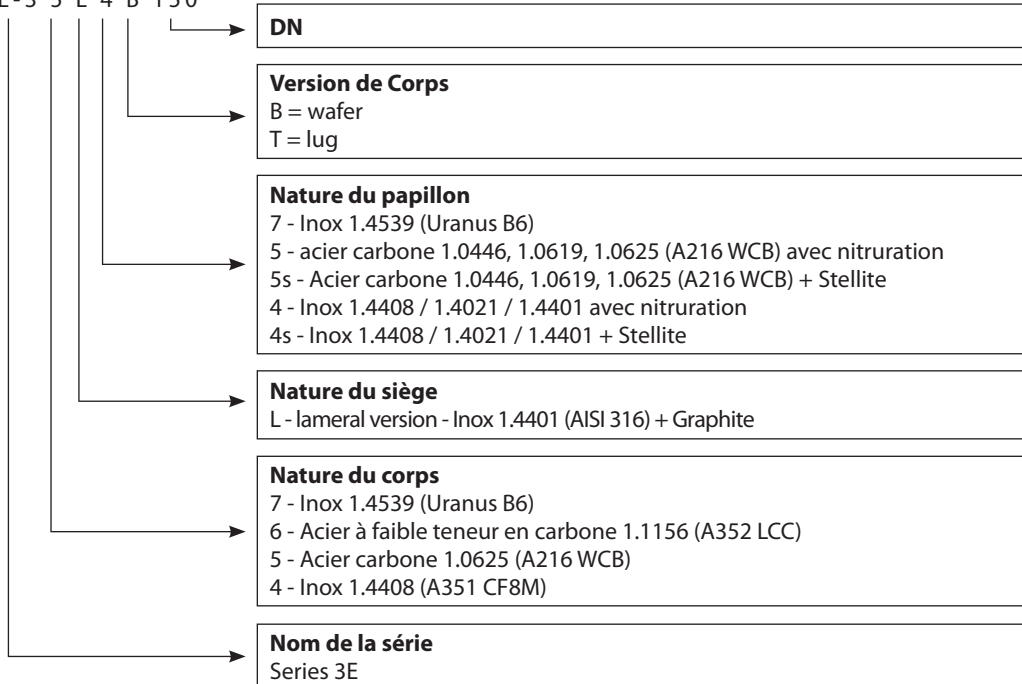 DN
Version de Corps
B = wafer
T = lug
Nature du papillon
7 - Inox 1.4539 (Uranus B6)
5 - acier carbone 1.0446, 1.0619, 1.0625 (A216 WCB) avec nitruration
5s - Acier carbone 1.0446, 1.0619, 1.0625 (A216 WCB) + Stellite
4 - Inox 1.4408 / 1.4021 / 1.4401 avec nitruration
4s - Inox 1.4408 / 1.4021 / 1.4401 + Stellite
Nature du siège
L - lameral version - Inox 1.4401 (AISI 316) + Graphite
Nature du corps
7 - Inox 1.4539 (Uranus B6)
6 - Acier à faible teneur en carbone 1.1156 (A352 LCC)
5 - Acier carbone 1.0625 (A216 WCB)
4 - Inox 1.4408 (A351 CF8M)
Nom de la série
Series 3E